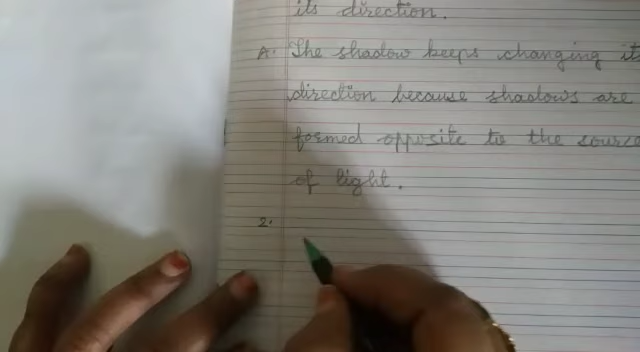 its direction.
A. The shadow keeps changing its
direction because shadows are
formed opposite to the source
of light.
2.